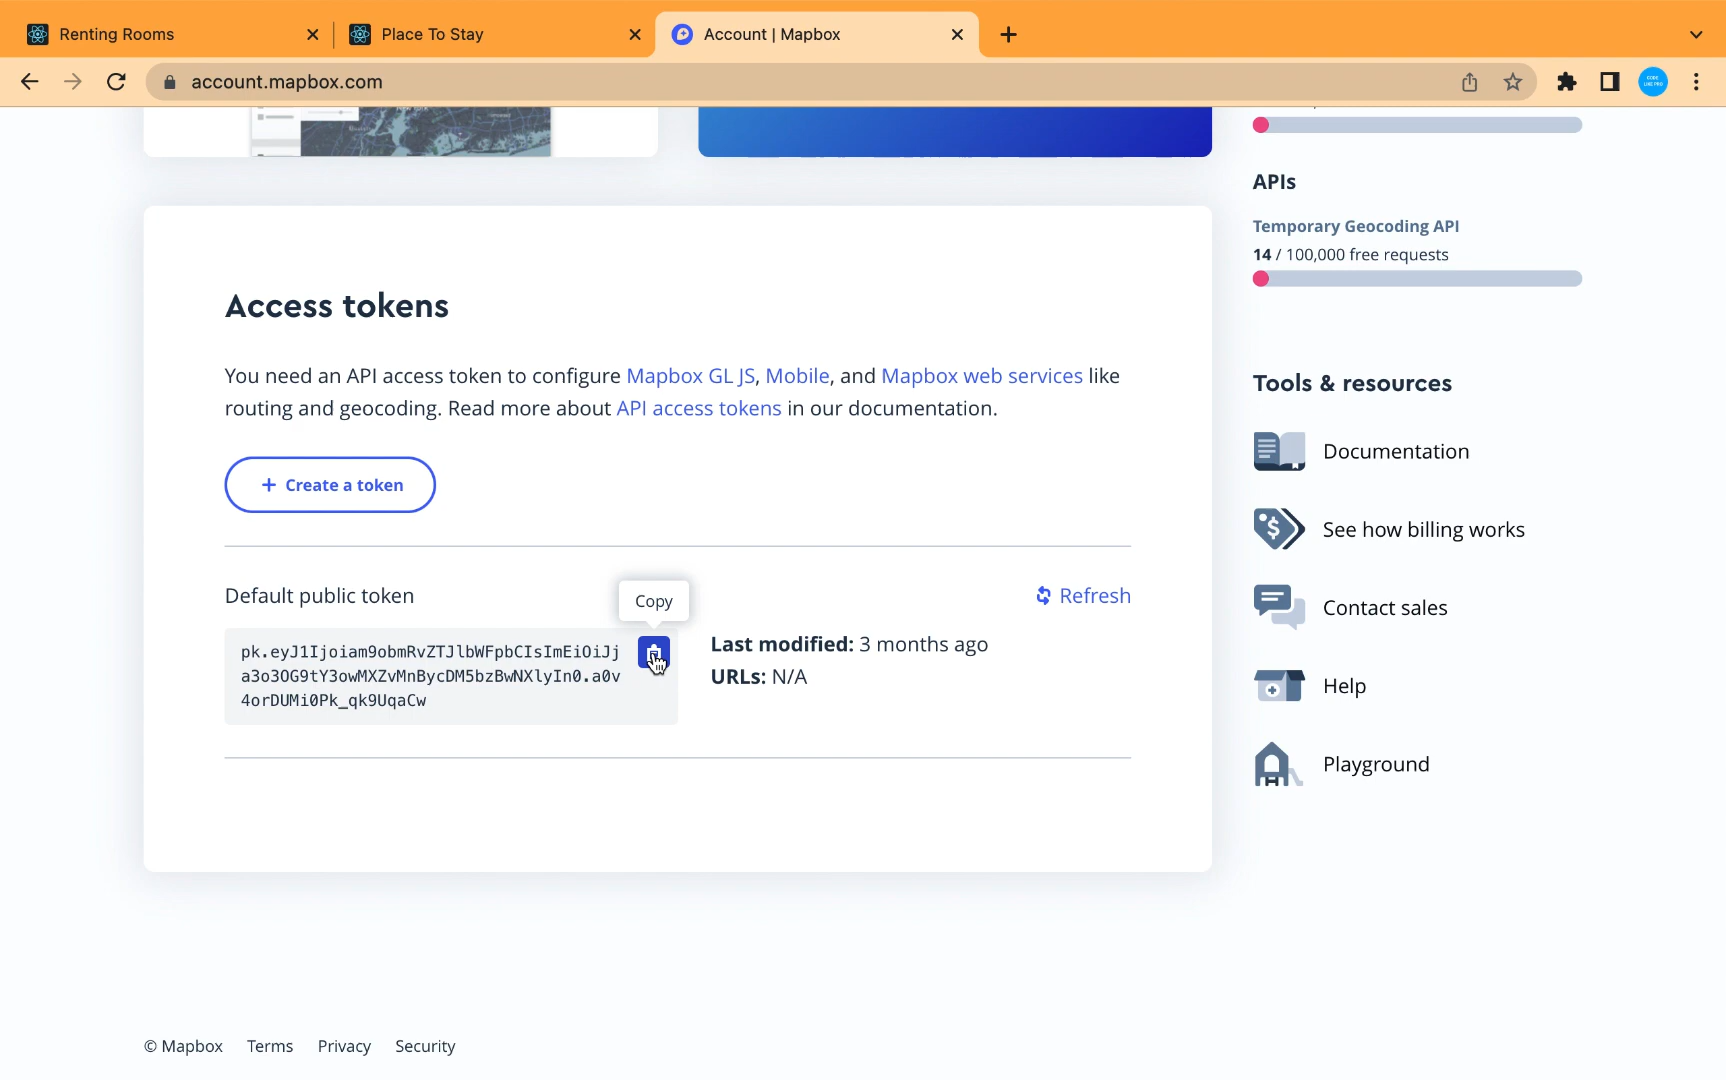 Renting Rooms
Place To Stay
Account | Mapbox
account.mapbox.com
APIs
Temporary Geocoding API
14 / 100,000 free requests
Access tokens
You need an API access token to configure Mapbox GL JS, Mobile, and Mapbox web services like
routing and geocoding. Read more about API access tokens in our documentation.
+ Create a token
Default public token
Copy
Refresh
pk.eyJ1Ijoiam9obmRvZTJlbWFpbCIsImEiOiJj
a3o3OG9tY3owMXZvMnBycDM5bzBwNXlyIn0.a0v
4orDUMi0Pk_qk9UqaCw
Last modified: 3 months ago
URLs: N/A
Tools & resources
Documentation
See how billing works
Contact sales
Help
Playground
© Mapbox Terms Privacy Security